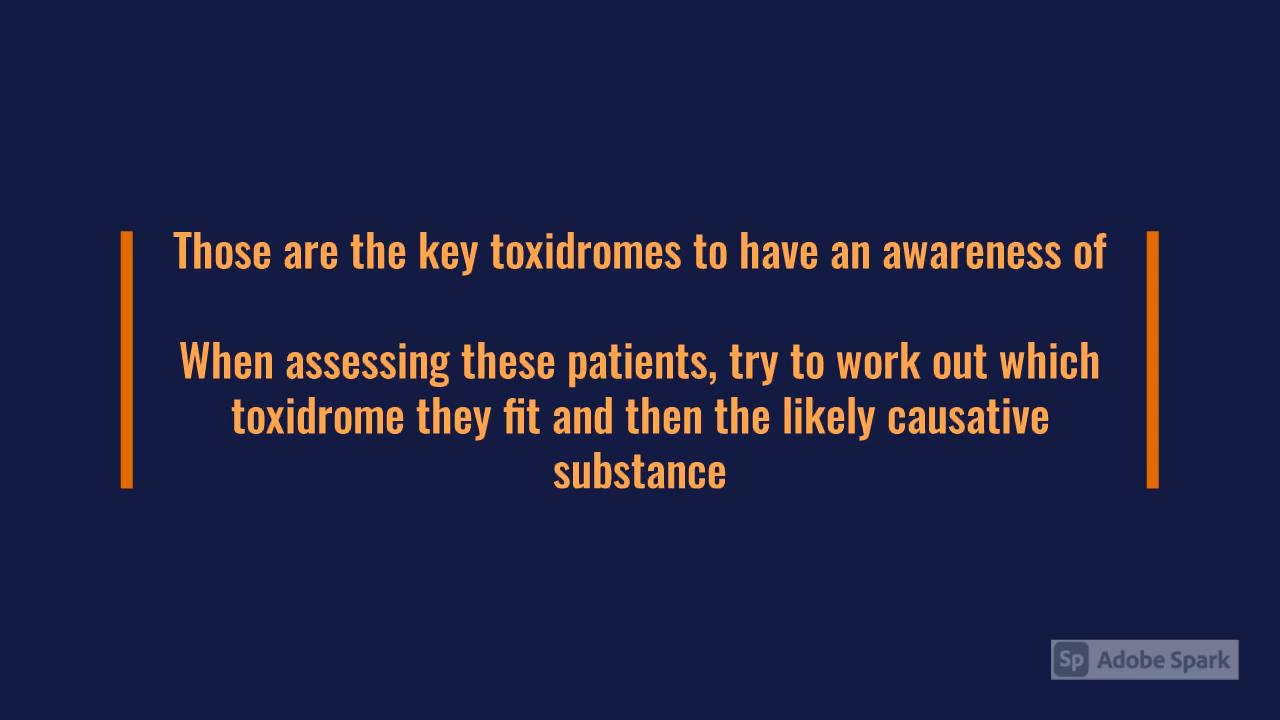 Those are the key toxidromes to have an awareness of
When assessing these patients, try to work out which
toxidrome they fit and then the likely causative
substance
Sp Adobe Spark